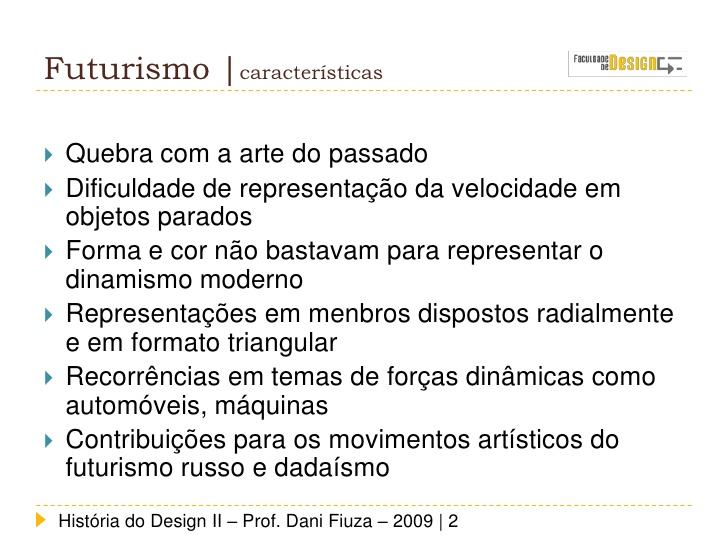 Futurismo |características
Faculdade
de Design
Quebra com a arte do passado
Dificuldade de representação da velocidade em
objetos parados
Forma e cor não bastavam para representar o
dinamismo moderno
Representações em menbros dispostos radialmente
e em formato triangular
Recorrências em temas de forças dinâmicas como
automóveis, máquinas
Contribuições para os movimentos artísticos do
futurismo russo e dadaísmo
História do Design II – Prof. Dani Fiuza – 2009 | 2